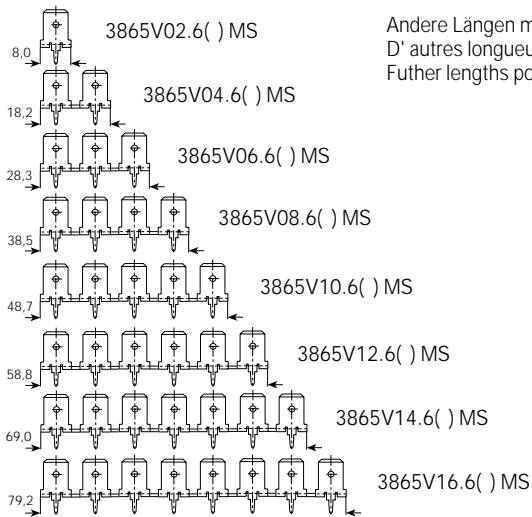 3865V02.6( ) MS
8,0
Andere Längen
D' autres
Futher lengths
3865V04.6( ) MS
18,2
3865V06.6( ) MS
28,3
3865V08.6( ) MS
38,5
3865V10.6( ) MS
48,7
3865V12.6( ) MS
58,8
3865V14.6( ) MS
69,0
3865V16.6( ) MS
79,2